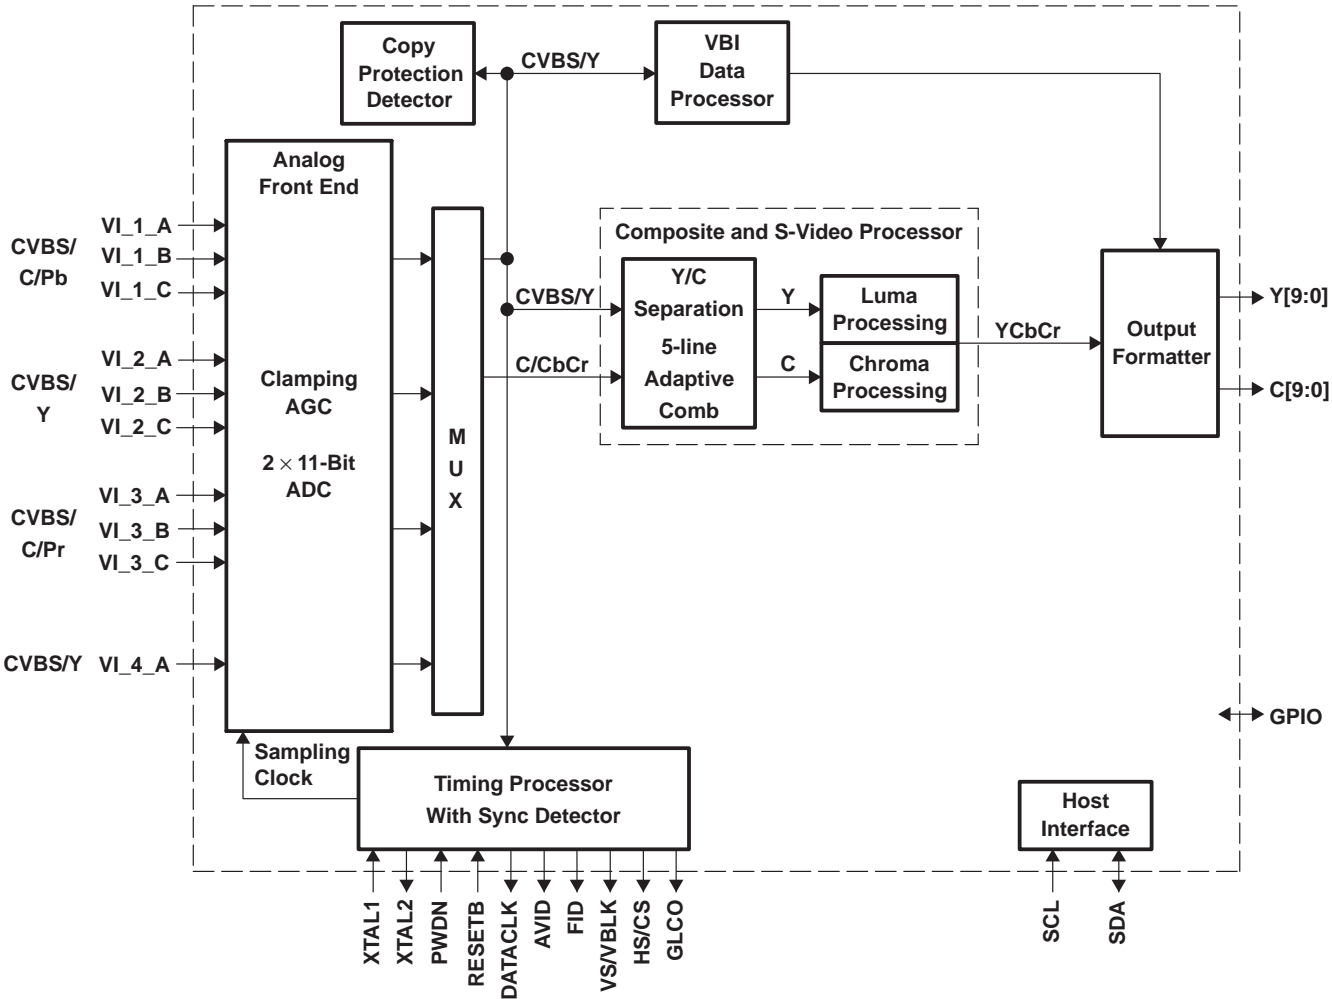 Copy
Protection
Detector
CVBS/Y
VBI
Data
Processor
Analog
Front End
Clamping
AGC
2 × 11-Bit
ADC
CVBS/
C/Pb
VI_1_A
VI_1_B
VI_1_C
CVBS/
Y
VI_2_A
VI_2_B
VI_2_C
CVBS/
C/Pr
VI_3_A
VI_3_B
VI_3_C
CVBS/Y
VI_4_A
M
U
X
CVBS/Y
C/CbCr
Composite and S-Video Processor
Y/C
Separation
5-line
Adaptive
Comb
Y
C
Luma
Processing
Chroma
Processing
YCbCr
Output
Formatter
Y[9:0]
C[9:0]
GPIO
Sampling
Clock
Timing Processor
With Sync Detector
Host
Interface
XTAL1
XTAL2
PWDN
RESETB
DATACLK
AVID
FID
VS/VBLK
HS/CS
GLCO
SCL
SDA